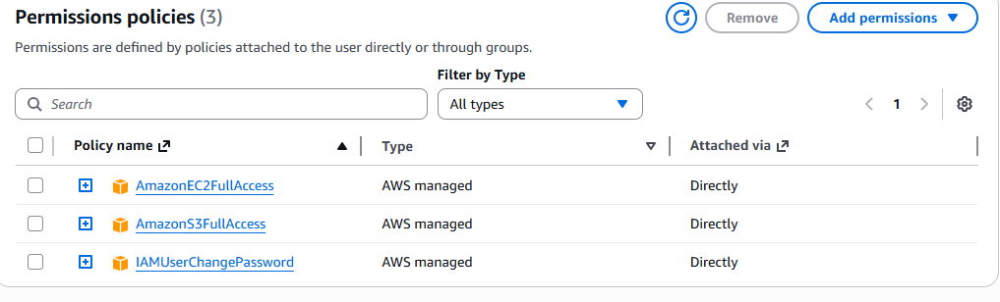 Permissions policies (3)
Remove
Add permissions
Permissions are defined by policies attached to the user directly or through groups.
Filter by Type
Search
All types
1
Policy name
Type
Attached via
AmazonEC2FullAccess
AWS managed
Directly
AmazonS3FullAccess
AWS managed
Directly
IAMUserChangePassword
AWS managed
Directly